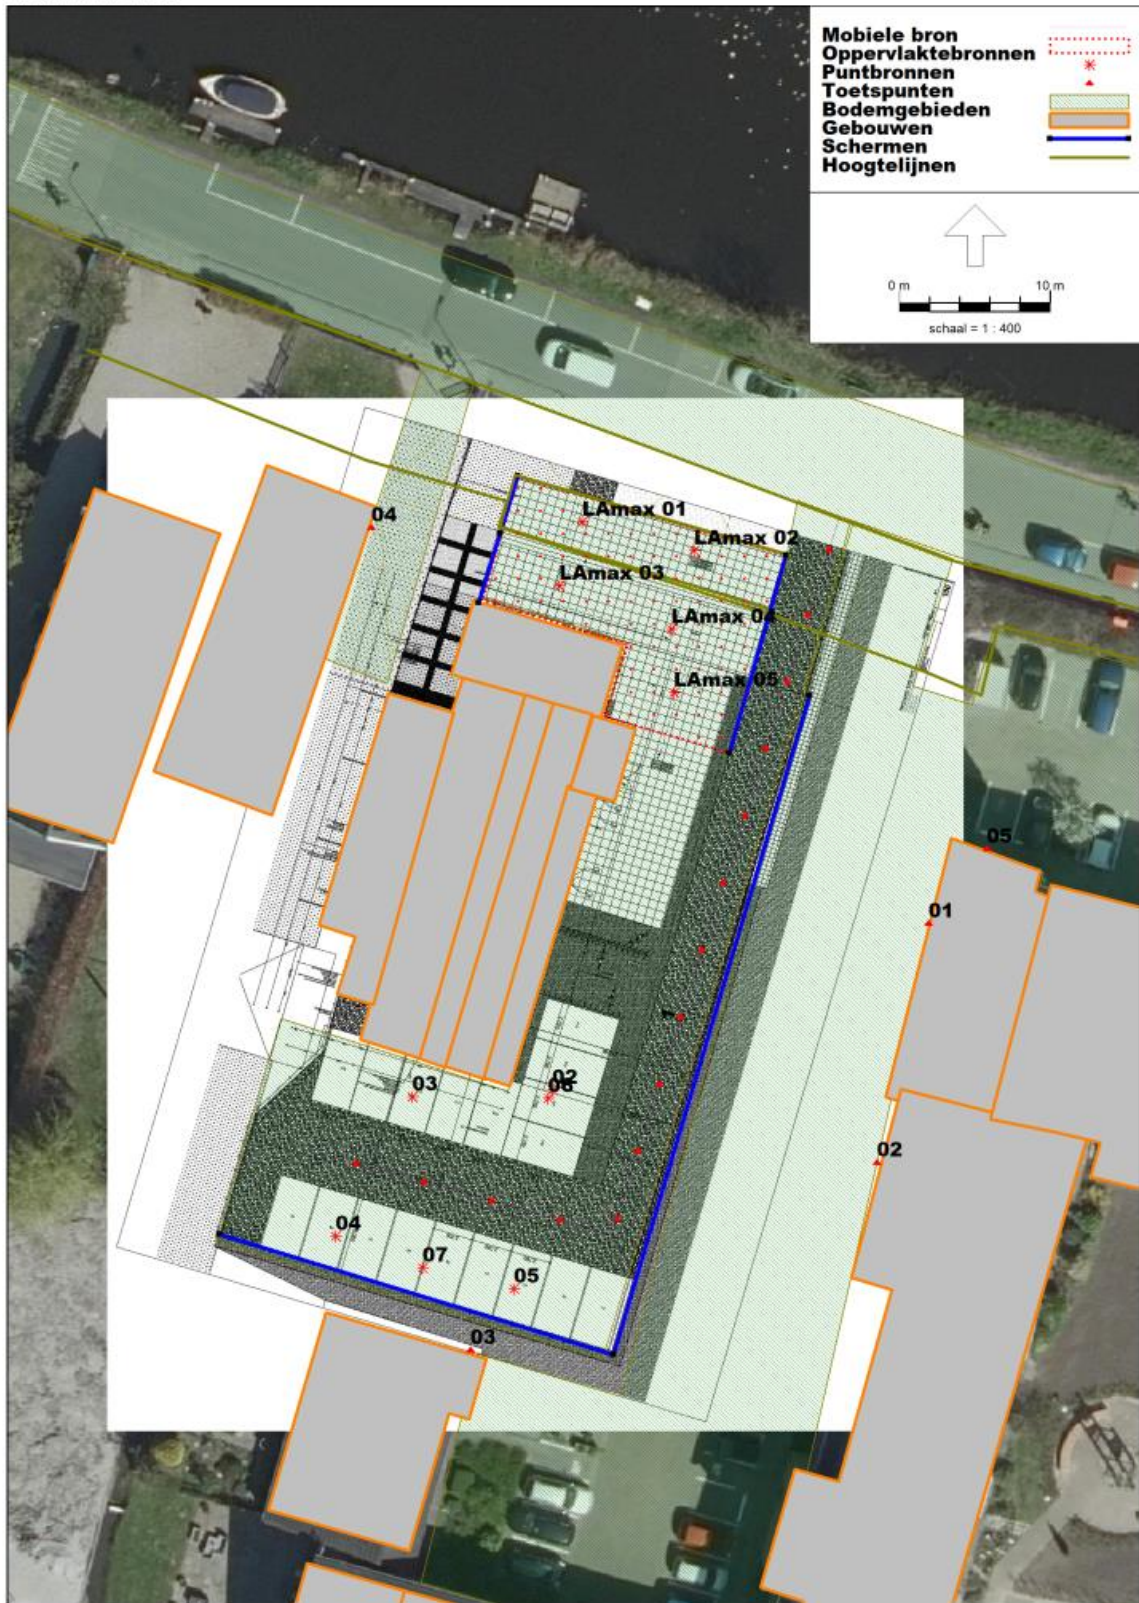 Mobiele bron
Oppervlaktebronnen
Puntbronnen
Toetspunten
Bodemgebieden
Gebouwen
Schermen
Hoogtelijnen
0 m
10 m
schaal = 1 : 400
LAmax 01
04
LAmax 02
LAmax 03
LAmax 04
LAmax 05
05
01
1
02
03
06
02
04
07
05
03